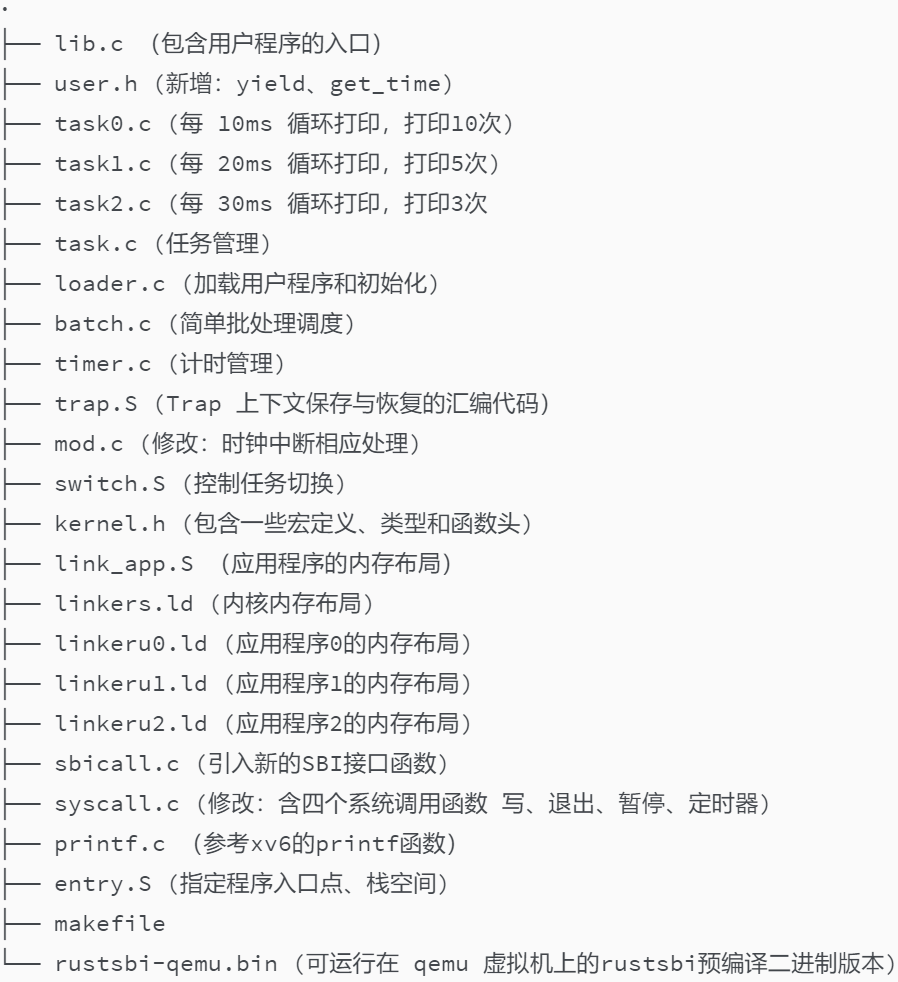 .
├── lib.c （包含用户程序的入口）
├── user.h（新增：yield、get_time）
├── task0.c（每 10ms 循环打印，打印10次）
├── task1.c（每 20ms 循环打印，打印5次）
├── task2.c（每 30ms 循环打印，打印3次
├── task.c（任务管理）
├── loader.c（加载用户程序和初始化）
├── batch.c（简单批处理调度）
├── timer.c（计时管理）
├── trap.S（Trap 上下文保存与恢复的汇编代码）
├── mod.c（修改：时钟中断相应处理）
├── switch.S（控制任务切换）
├── kernel.h（包含一些宏定义、类型和函数头）
├── link_app.S （应用程序的内存布局）
├── linkers.ld（内核内存布局）
├── linkeru0.ld（应用程序0的内存布局）
├── linkeru1.ld（应用程序1的内存布局）
├── linkeru2.ld（应用程序2的内存布局）
├── sbicall.c（引入新的SBI接口函数）
├── syscall.c（修改：含四个系统调用函数 写、退出、暂停、定时器）
├── printf.c （参考xv6的printf函数）
├── entry.S（指定程序入口点、栈空间）
├── makefile
└── rustsbi-qemu.bin（可运行在 qemu 虚拟机上的rustsbi预编译二进制版本）